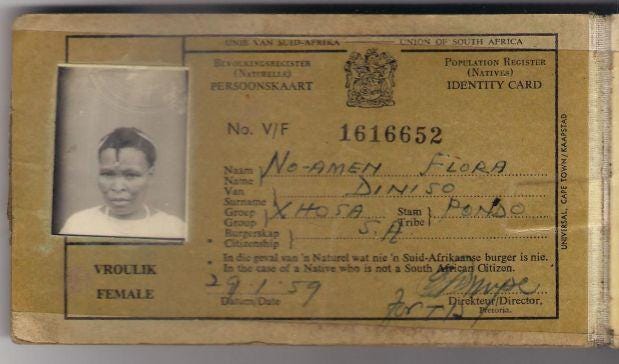 UNIE VAN SUID-AFRIKA UNION OF SOUTH AFRICA
BEVOLKINGSREGISTER
(NATURELLE)
PERSOONSKAART
POPULATION REGISTER
(NATIVES)
IDENTITY CARD
No. V/F 1616652
Naam } NO-AMEN FLORA
Name
Van } DINISO
Surname
Groep } XHOSA Stam } PONDO
Group Tribe
Burgerskap } S.A
Citizenship
In die geval van 'n Naturel wat nie 'n Suid-Afrikaanse burger is nie.
In the case of a Native who is not a South African Citizen.
VROULIK
FEMALE
29.1.59
Datum/Date
Direkteur/Director,
Pretoria.
UNIVERSAL, CAPE TOWN/KAAPSTAD